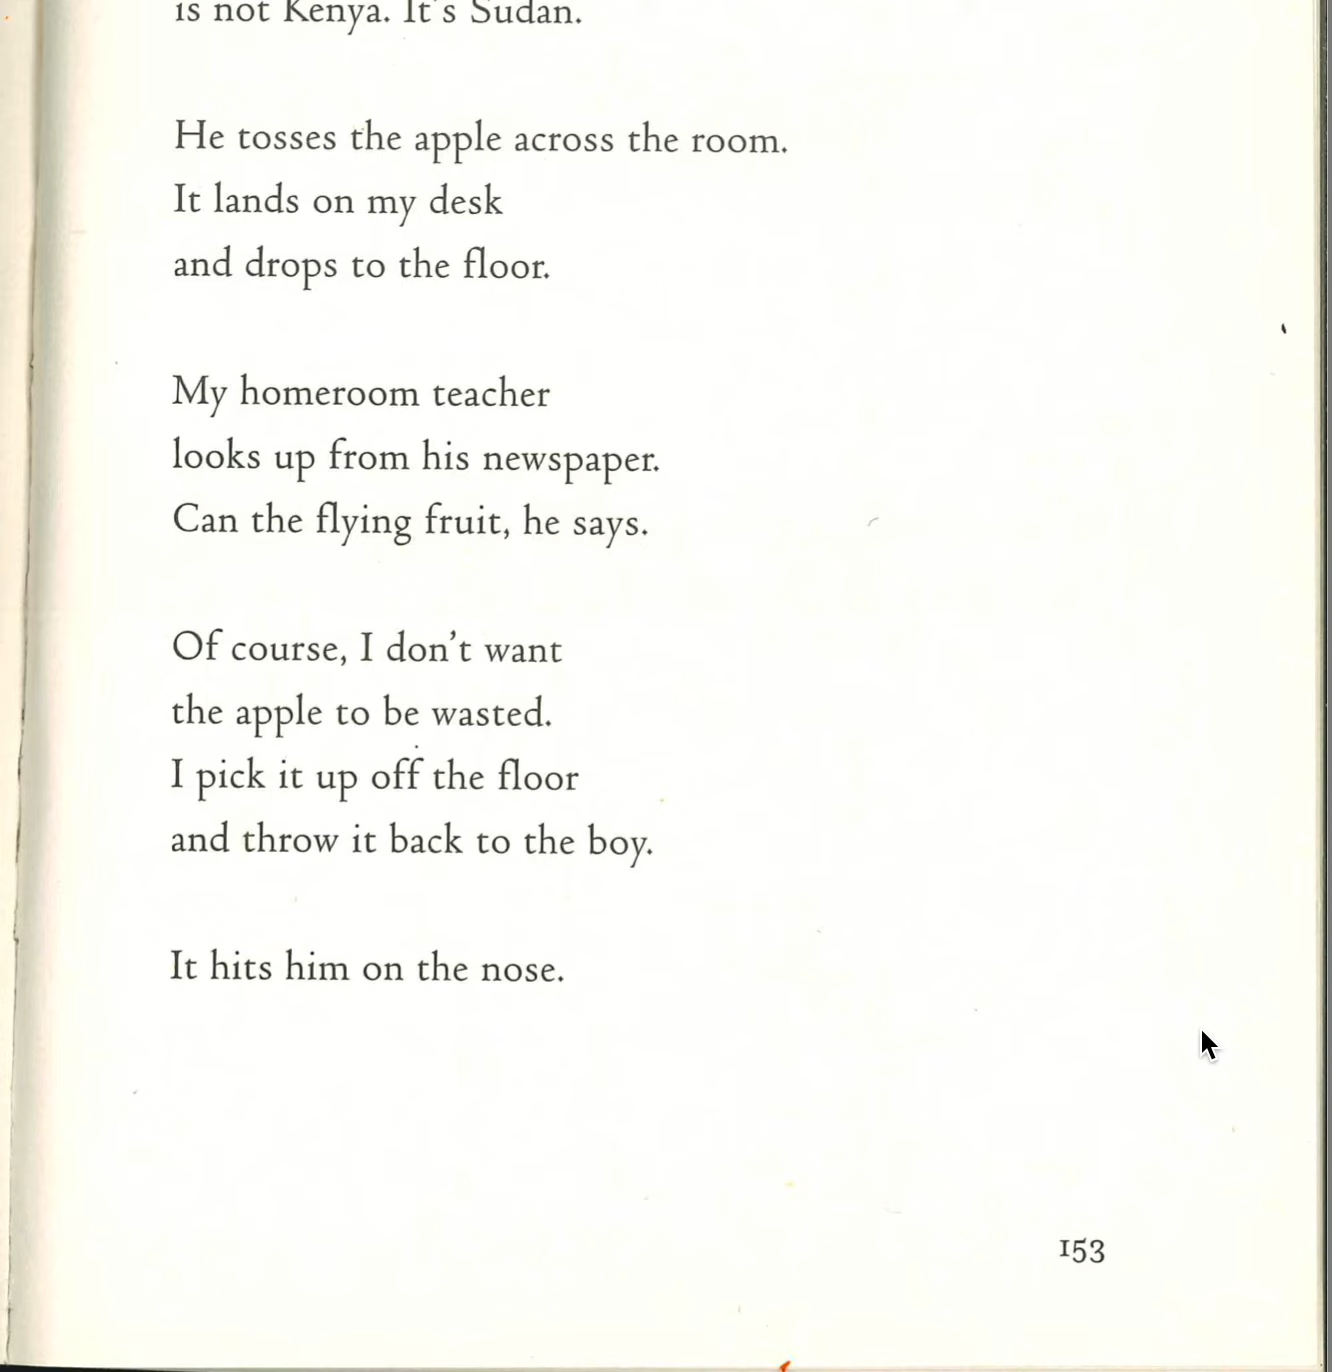 is not Kenya. It's Sudan.
He tosses the apple across the room.
It lands on my desk
and drops to the floor.
My homeroom teacher
looks up from his newspaper.
Can the flying fruit, he says.
Of course, I don't want
the apple to be wasted.
I pick it up off the floor
and throw it back to the boy.
It hits him on the nose.
153